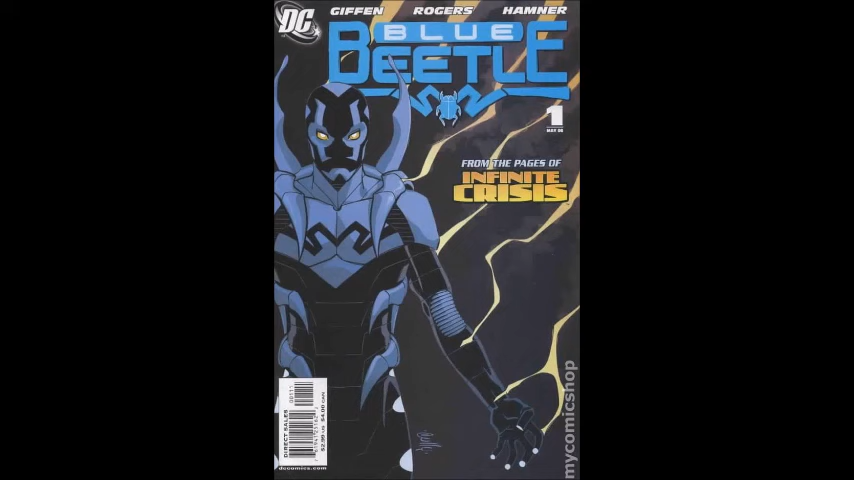 DC
GIFFEN ROGERS HAMNER
BLUE
BEETLE
1
MAY 06
FROM THE PAGES OF
INFINITE
CRISIS
DIRECT SALES
$2.99 US $4.00 CAN
00111
dccomics.com
mycomicshop